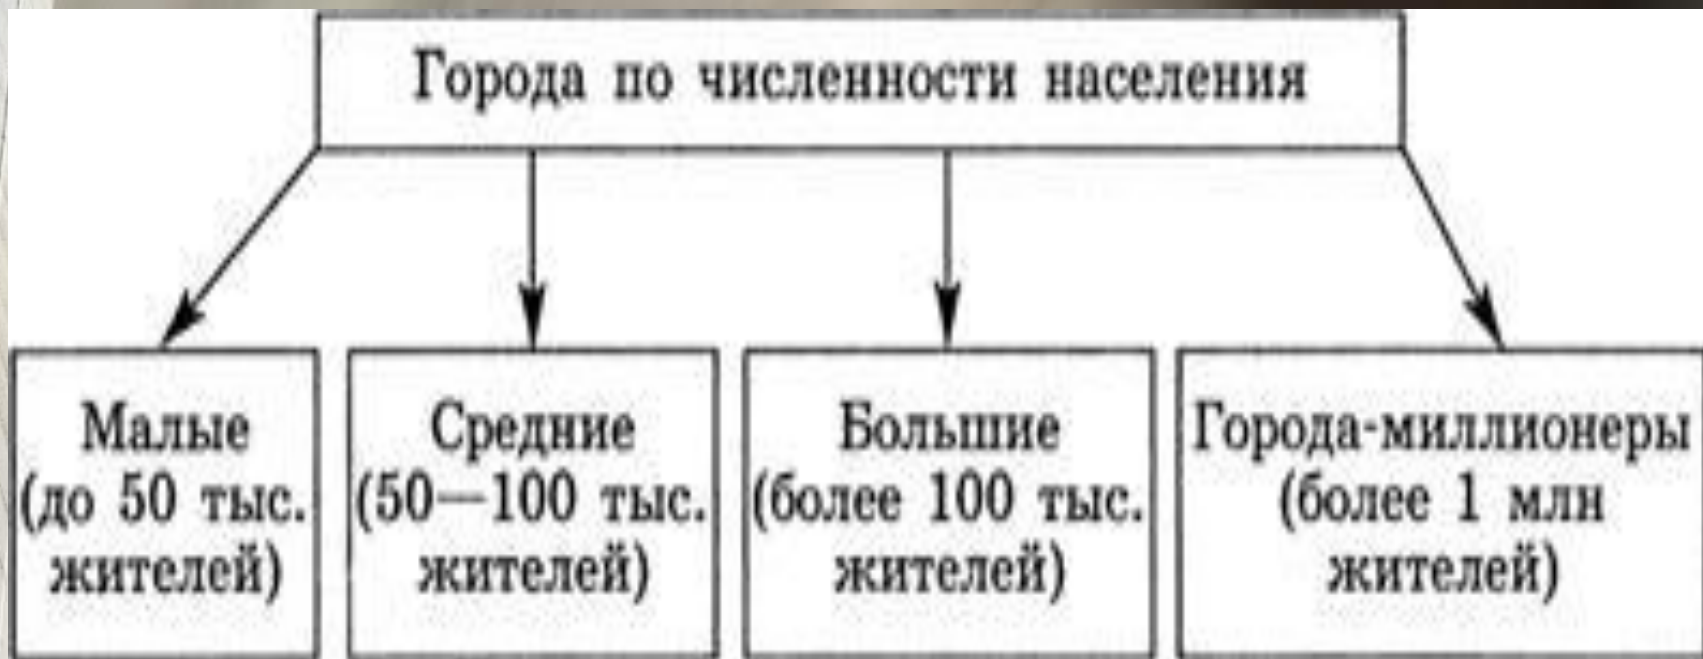 Города по численности населения
Малые
(до 50 тыс.
жителей)
Средние
(50—100 тыс.
жителей)
Большие
(более 100 тыс.
жителей)
Города-миллионеры
(более 1 млн
жителей)